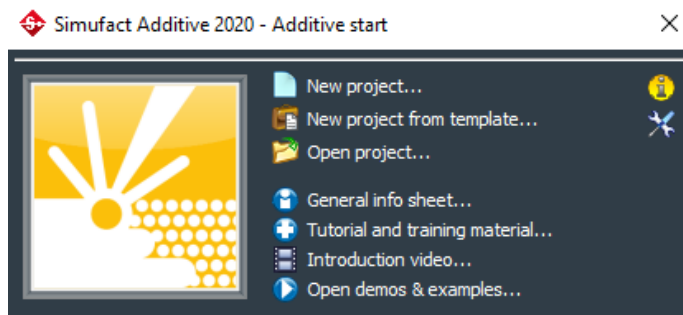 Simufact Additive 2020 - Additive start
New project...
New project from template...
Open project...
General info sheet...
Tutorial and training material...
Introduction video...
Open demos & examples...